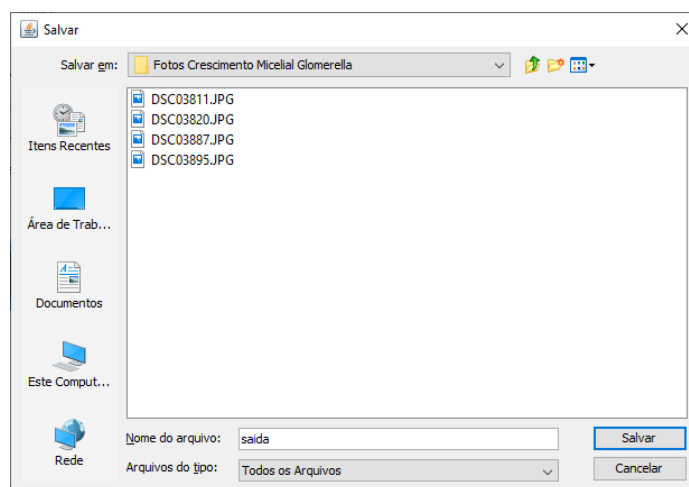 Salvar
Salvar em:
Fotos Crescimento Micelial Glomerella
Itens Recentes
Área de Trab...
Documentos
Este Comput...
Rede
DSC03811.JPG
DSC03820.JPG
DSC03887.JPG
DSC03895.JPG
Nome do arquivo: saida
Salvar
Arquivos do tipo: Todos os Arquivos
Cancelar